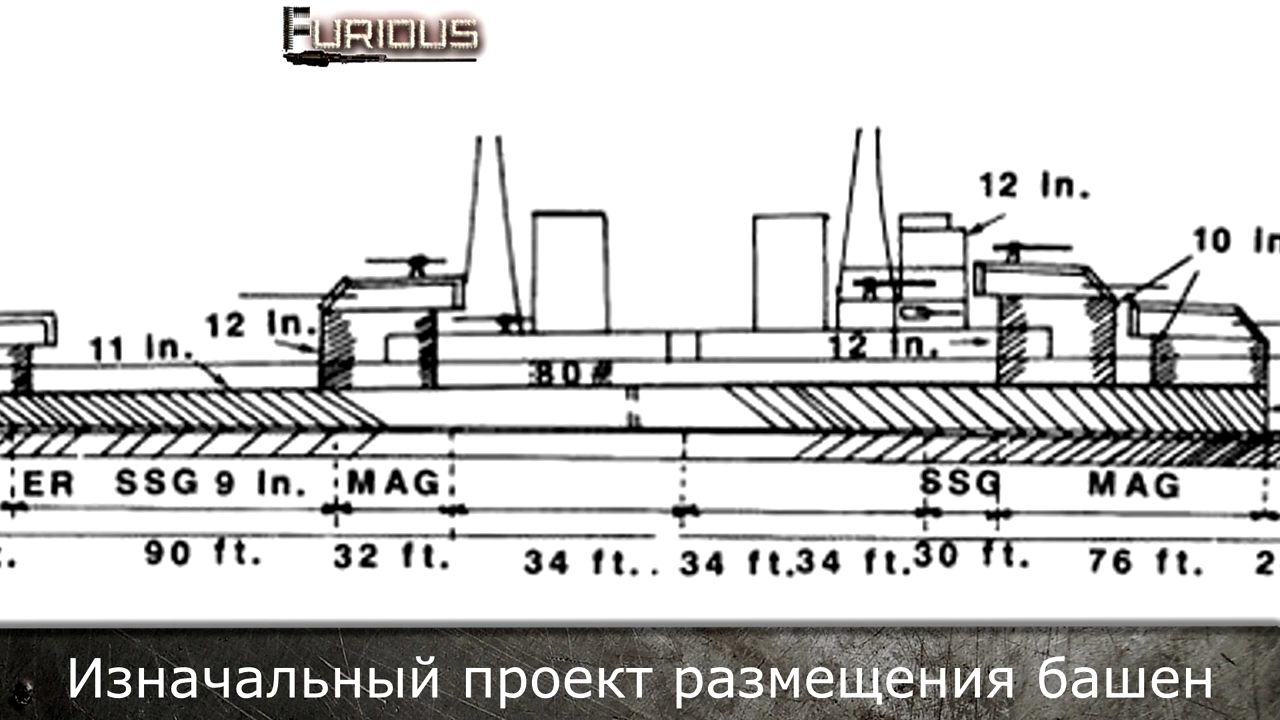 FURIOUS
12 in.
10 in
12 in.
11 in.
12 in.
80#
ER SSG 9 in. MAG SSG MAG
90 ft. 32 ft. 34 ft.. 34 ft. 34 ft. 30 ft. 76 ft. 2
Изначальный проект размещения башен